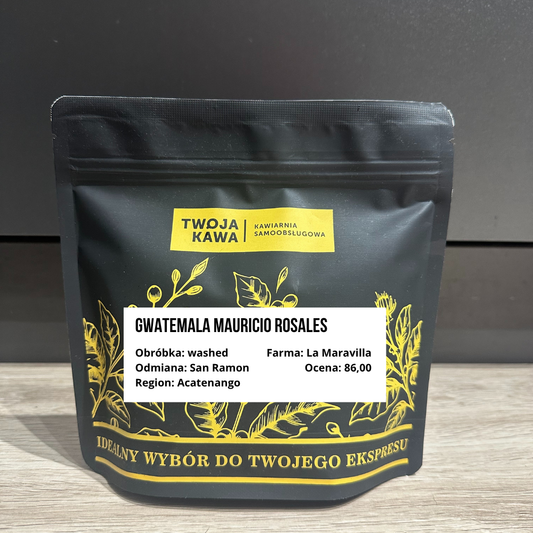 TWOJA KAWA
KAWIARNIA SAMOOBSŁUGOWA
GWATEMALA MAURICIO ROSALES
Obróbka: washed
Farma: La Maravilla
Odmiana: San Ramon
Ocena: 86,00
Region: Acatenango
IDEALNY WYBÓR DO TWOJEGO EKSPRESU